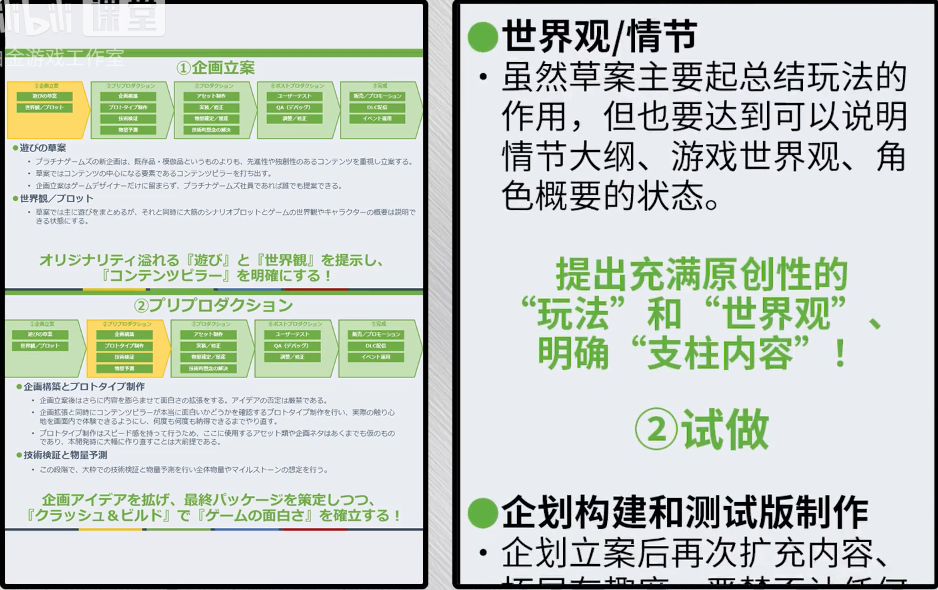 bilibili 课堂
白金游戏工作室
①企画立案
①企画立案
遊びの草案
世界観/プロット
②プリプロダクション
企画構築
プロトタイプ制作
技術検証
物量予測
③プロダクション
アセット制作
実装/修正
物量確定/量産
技術的懸念の解決
④ポストプロダクション
ユーザーテスト
QA(デバッグ)
調整/修正
⑤完成
販売/プロモーション
DLC配信
イベント運用
●遊びの草案
・ プラチナゲームズの新企画は、既存品・模倣品というものよりも、先進性や独創性のあるコンテンツを重視し立案する。
・ 草案ではコンテンツの中心になる要素であるコンテンツピラーを打ち出す。
・ 企画立案はゲームデザイナーだけに留まらず、プラチナゲームズ社員であれば誰でも提案できる。
●世界観/プロット
・ 草案では主に遊びをまとめるが、それと同時に大筋のシナリオプロットとゲームの世界観やキャラクターの概要は説明で
きる状態にする。
オリジナリティ溢れる『遊び』と『世界観』を提示し、
『コンテンツピラー』を明確にする!
②プリプロダクション
①企画立案
遊びの草案
世界観/プロット
②プリプロダクション
企画構築
プロトタイプ制作
技術検証
物量予測
③プロダクション
アセット制作
実装/修正
物量確定/量産
技術的懸念の解決
④ポストプロダクション
ユーザーテスト
QA(デバッグ)
調整/修正
⑤完成
販売/プロモーション
DLC配信
イベント運用
●企画構築とプロトタイプ制作
・ 企画立案後はさらに内容を膨らませて面白さの拡張をする。アイデアの否定は厳禁である。
・ 企画拡張と同時にコンテンツピラーが本当に面白いかどうかを確認するプロトタイプ制作を行い、実際の触り心
地を画面内で体験できるようにし、何度も何度も納得できるまでやり直す。
・ プロトタイプ制作はスピード感を持って行うため、ここに使用するアセット類や企画ネタはあくまでも仮のもの
であり、本開発時に大幅に作り直すことは大前提である。
●技術検証と物量予測
・ この段階で、大枠での技術検証と物量予測を行い全体物量やマイルストーンの想定を行う。
企画アイデアを拡げ、最終パッケージを策定しつつ、
『クラッシュ&ビルド』で『ゲームの面白さ』を確立する!
●世界观/情节
・虽然草案主要起总结玩法的
作用，但也要达到可以说明
情节大纲、游戏世界观、角
色概要的状态。
提出充满原创性的
“玩法”和“世界观”、
明确“支柱内容”！
②试做
●企划构建和测试版制作
・企划立案后再次扩充内容、